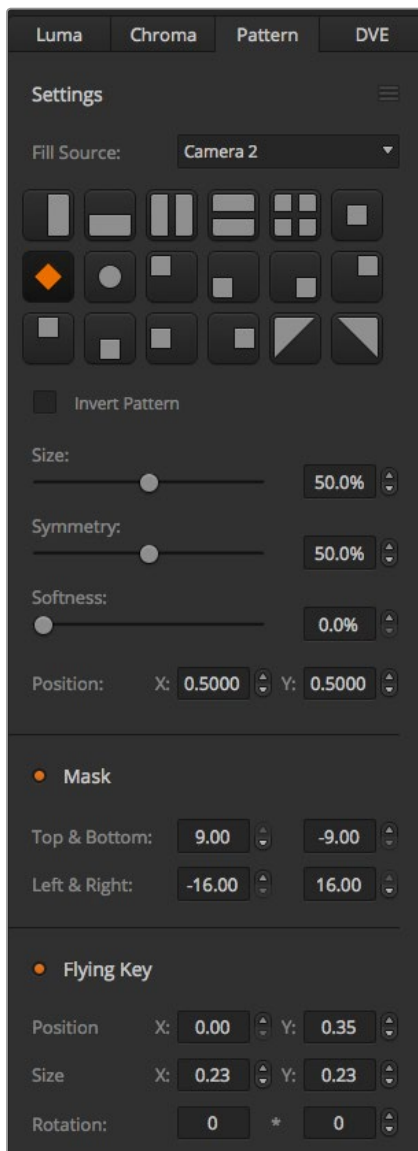 Luma Chroma Pattern DVE
Settings
Fill Source: Camera 2
Invert Pattern
Size:
50.0%
Symmetry:
50.0%
Softness:
0.0%
Position: X: 0.5000 Y: 0.5000
Mask
Top & Bottom: 9.00 -9.00
Left & Right: -16.00 16.00
Flying Key
Position X: 0.00 Y: 0.35
Size X: 0.23 Y: 0.23
Rotation: 0 * 0